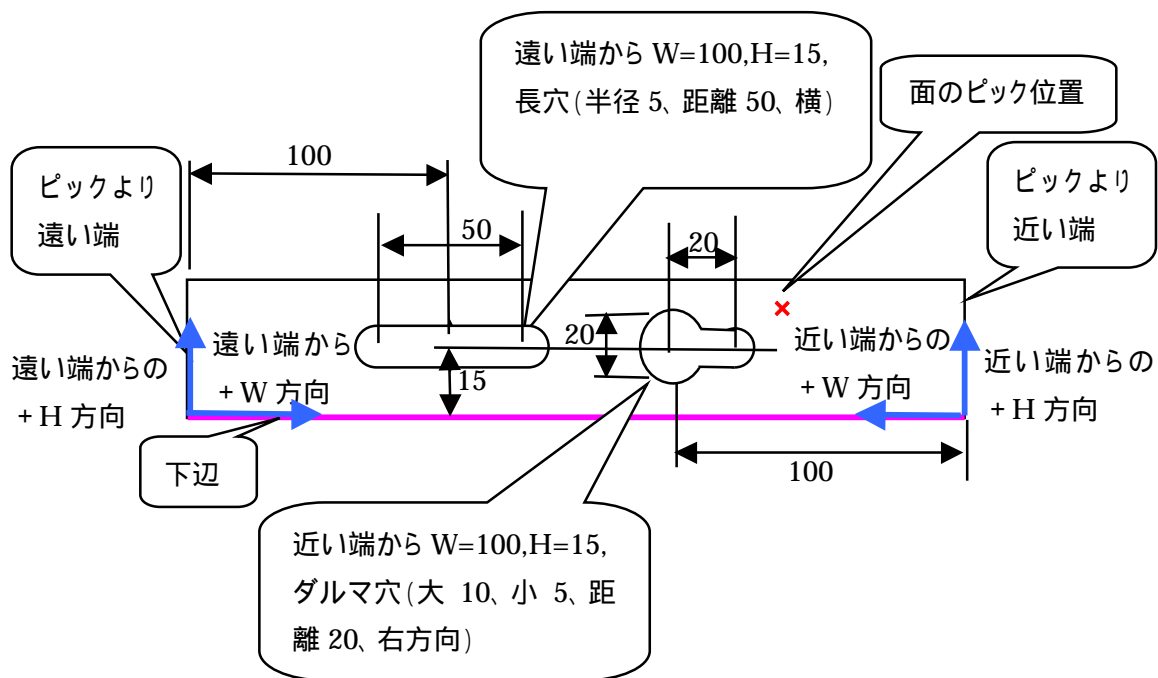 遠い端から W=100,H=15,
長穴(半径 5、距離 50、横)
面のピック位置
ピックより
遠い端
100
50
20
ピックより
近い端
遠い端からの
+H 方向
遠い端から
+W 方向
15
20
近い端からの
+W 方向
近い端からの
+H 方向
下辺
100
近い端から W=100,H=15,
ダルマ穴(大 10、小 5、距
離 20、右方向)